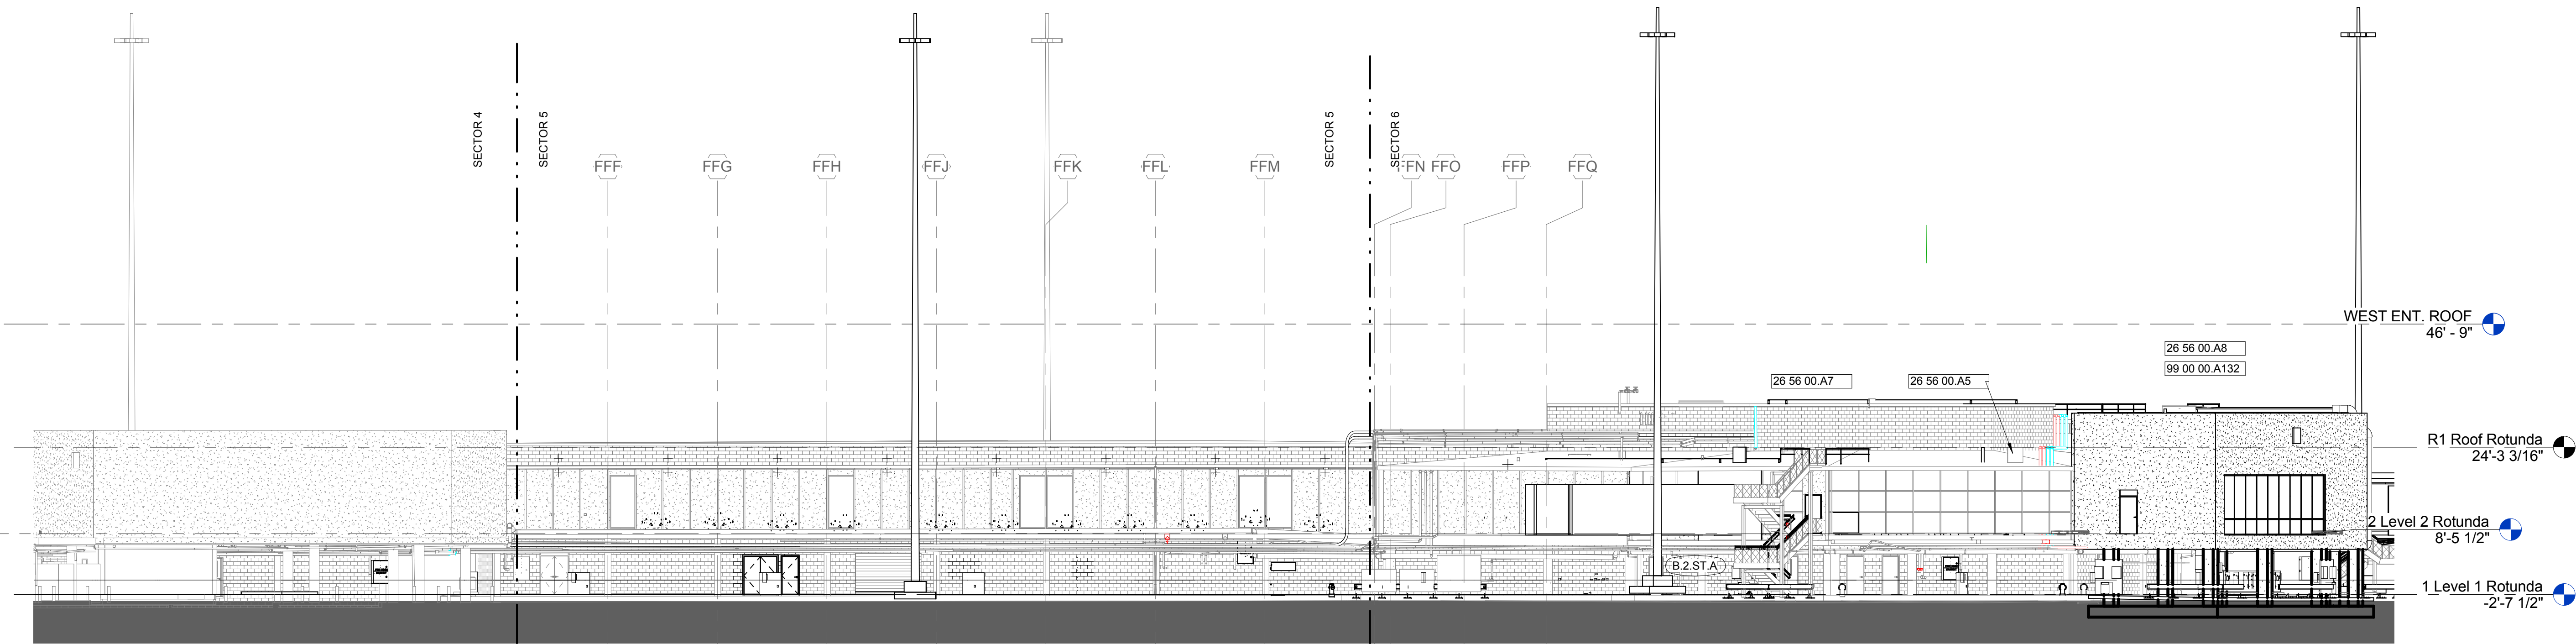 SECTOR 4
SECTOR 5
SECTOR 5
SECTOR 6
FFF
FFG
FFH
FFJ
FFK
FFL
FFM
FFN
FFO
FFP
FFQ
WEST ENT. ROOF
46' - 9"
26 56 00.A8
99 00 00.A132
26 56 00.A7
26 56 00.A5
R1 Roof Rotunda
24'-3 3/16"
2 Level 2 Rotunda
8'-5 1/2"
B.2.ST.A
1 Level 1 Rotunda
-2'-7 1/2"